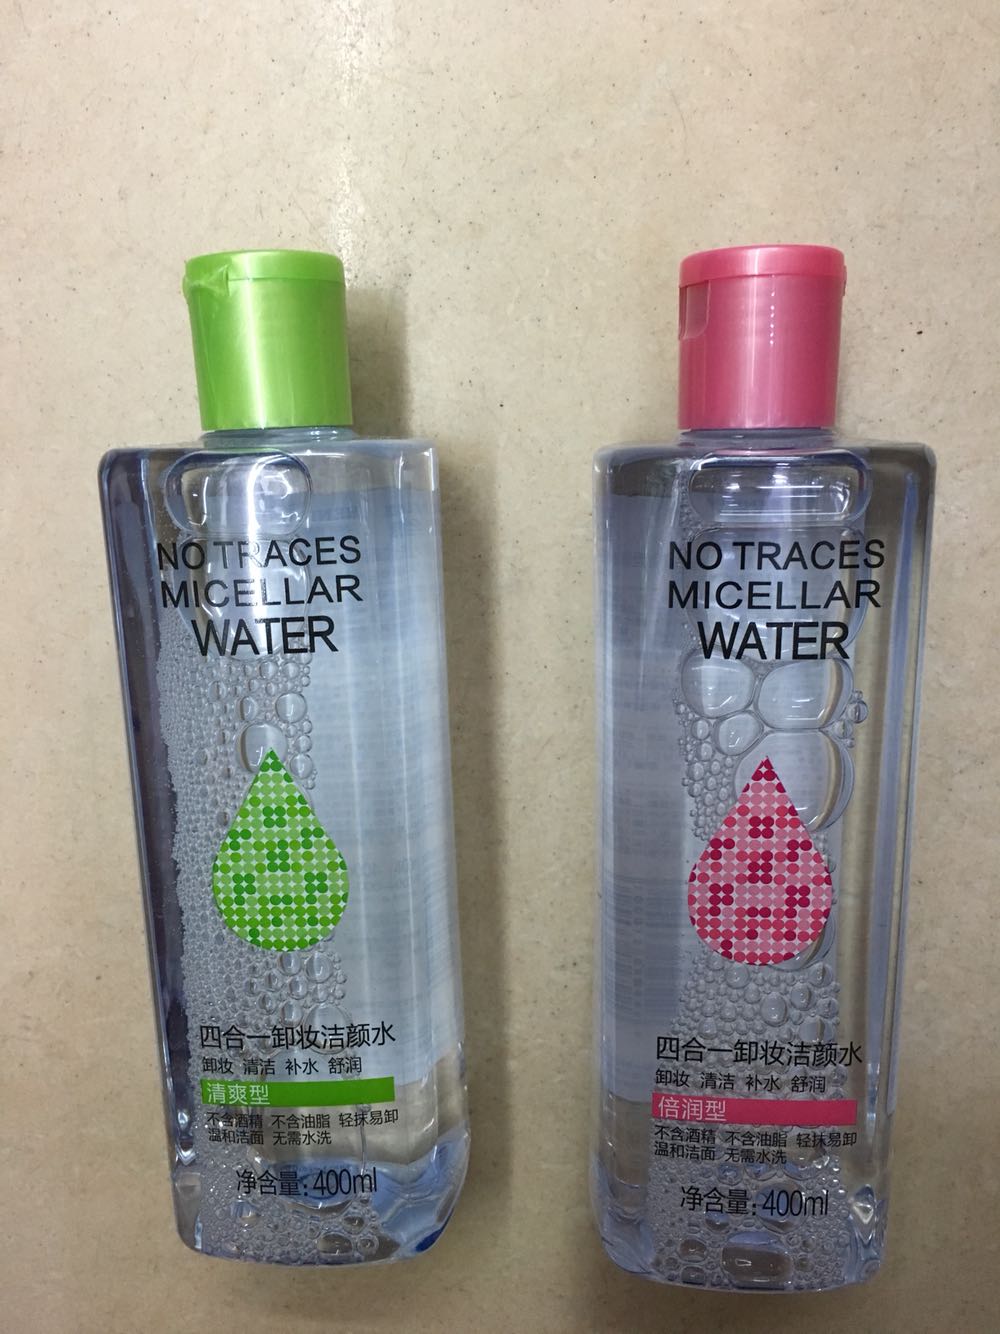 NO TRACES
MICELLAR
WATER
四合一卸妆洁颜水
卸妆 清洁 补水 舒润
清爽型
不含酒精 不含油脂 轻抹易卸
温和洁面 无需水洗
净含量:400ml
NO TRACES
MICELLAR
WATER
四合一卸妆洁颜水
卸妆 清洁 补水 舒润
倍润型
不含酒精 不含油脂 轻抹易卸
温和洁面 无需水洗
净含量:400ml